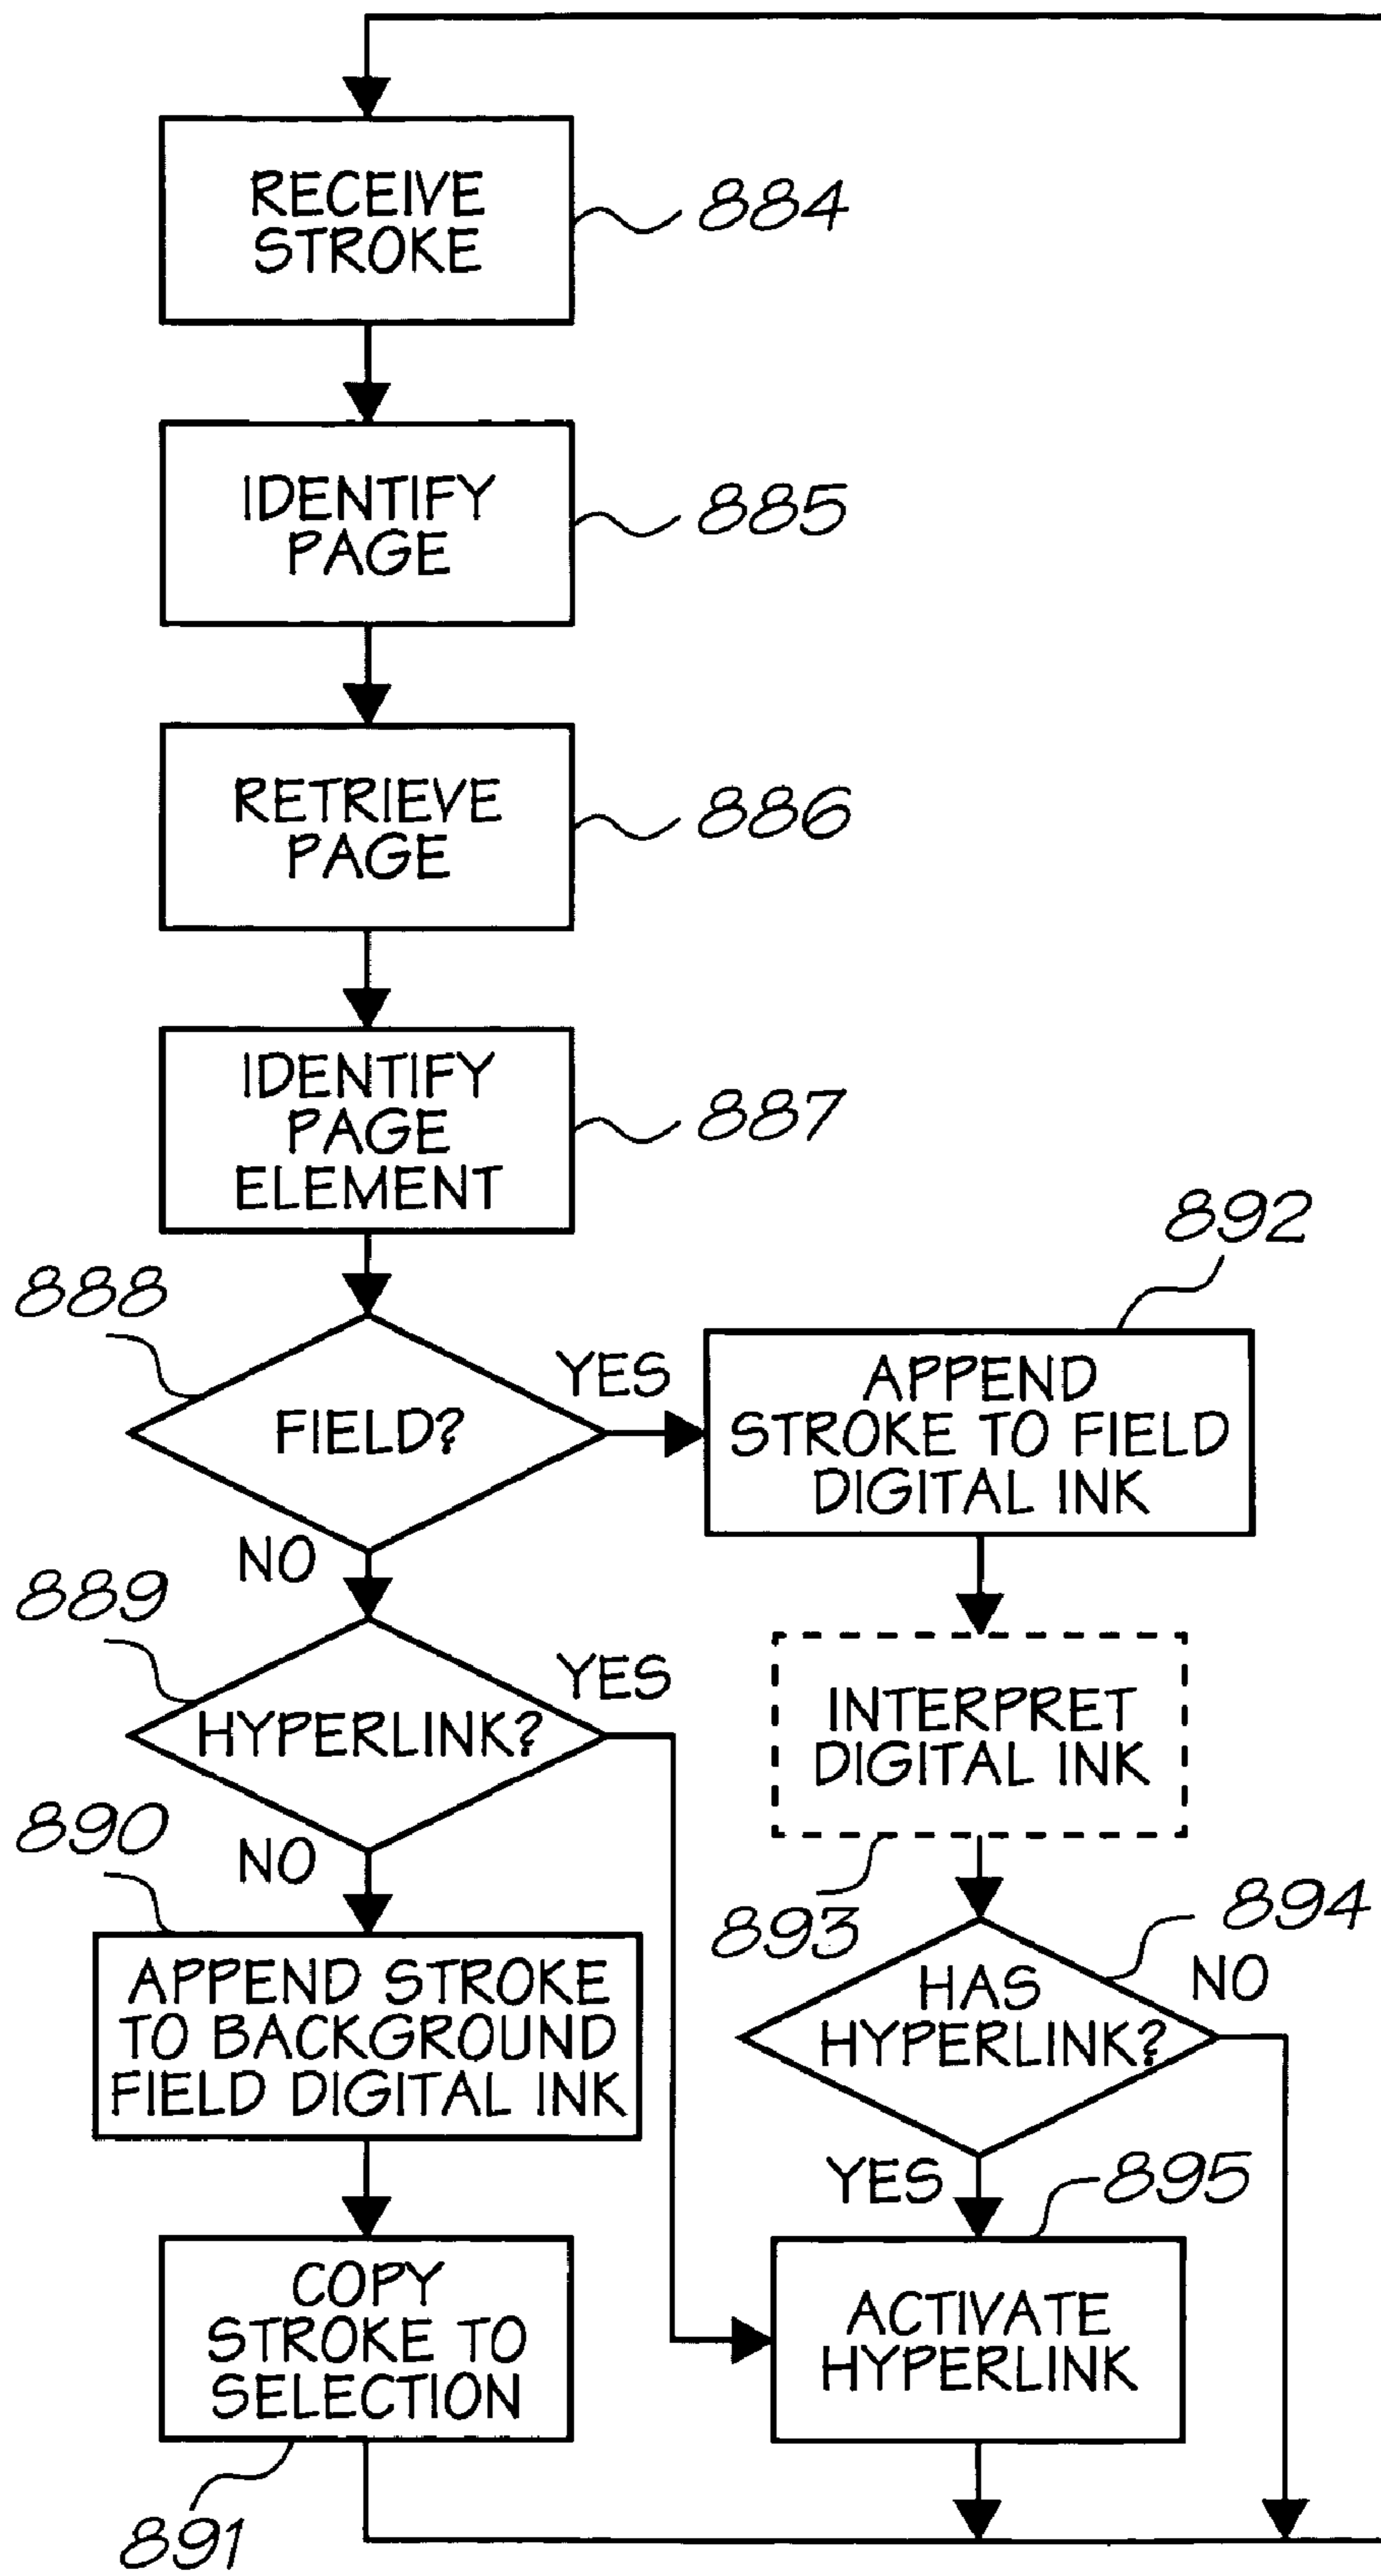 RECEIVE
STROKE
884
IDENTIFY
PAGE
885
RETRIEVE
PAGE
886
IDENTIFY
PAGE
ELEMENT
887
888
FIELD?
YES
NO
892
APPEND
STROKE TO FIELD
DIGITAL INK
889
HYPERLINK?
YES
NO
INTERPRET
DIGITAL INK
893
890
APPEND STROKE
TO BACKGROUND
FIELD DIGITAL INK
894
HAS
HYPERLINK?
NO
YES
895
COPY
STROKE TO
SELECTION
891
ACTIVATE
HYPERLINK